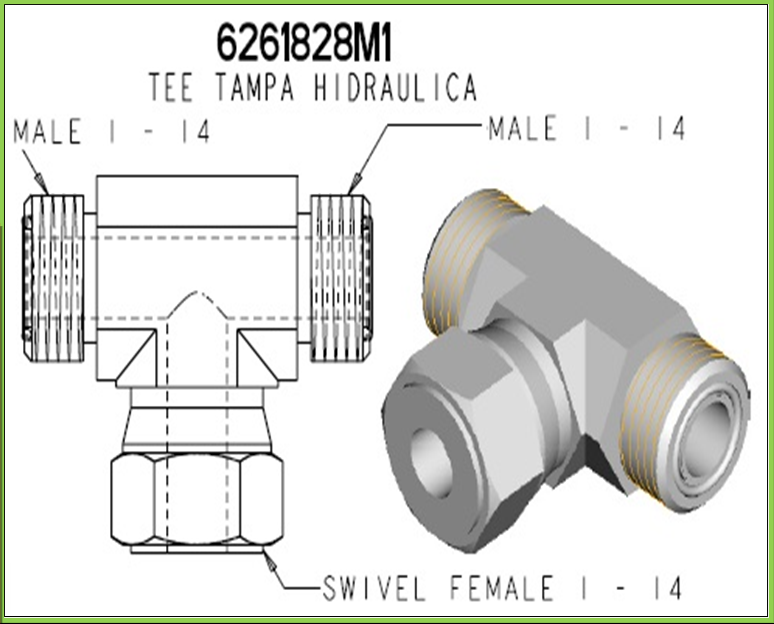 6261828M1
TEE TAMPA HIDRAULICA
MALE 1 - 14
MALE 1 - 14
SWIVEL FEMALE 1 - 14